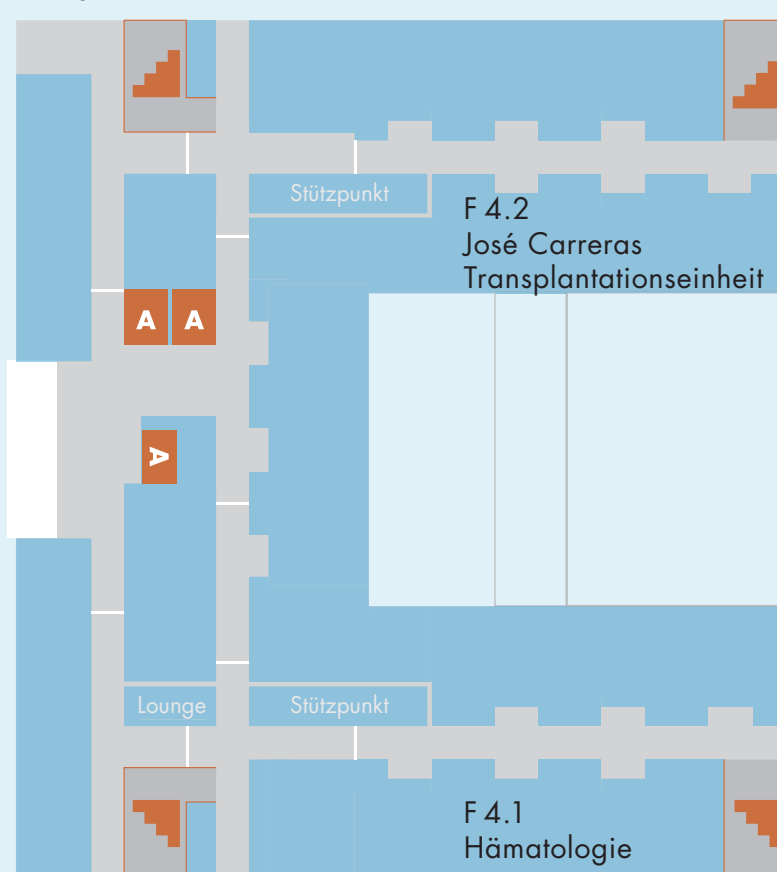 Stützpunkt
F 4.2
José Carreras
Transplantationseinheit
A A
A
Lounge
Stützpunkt
F 4.1
Hämatologie